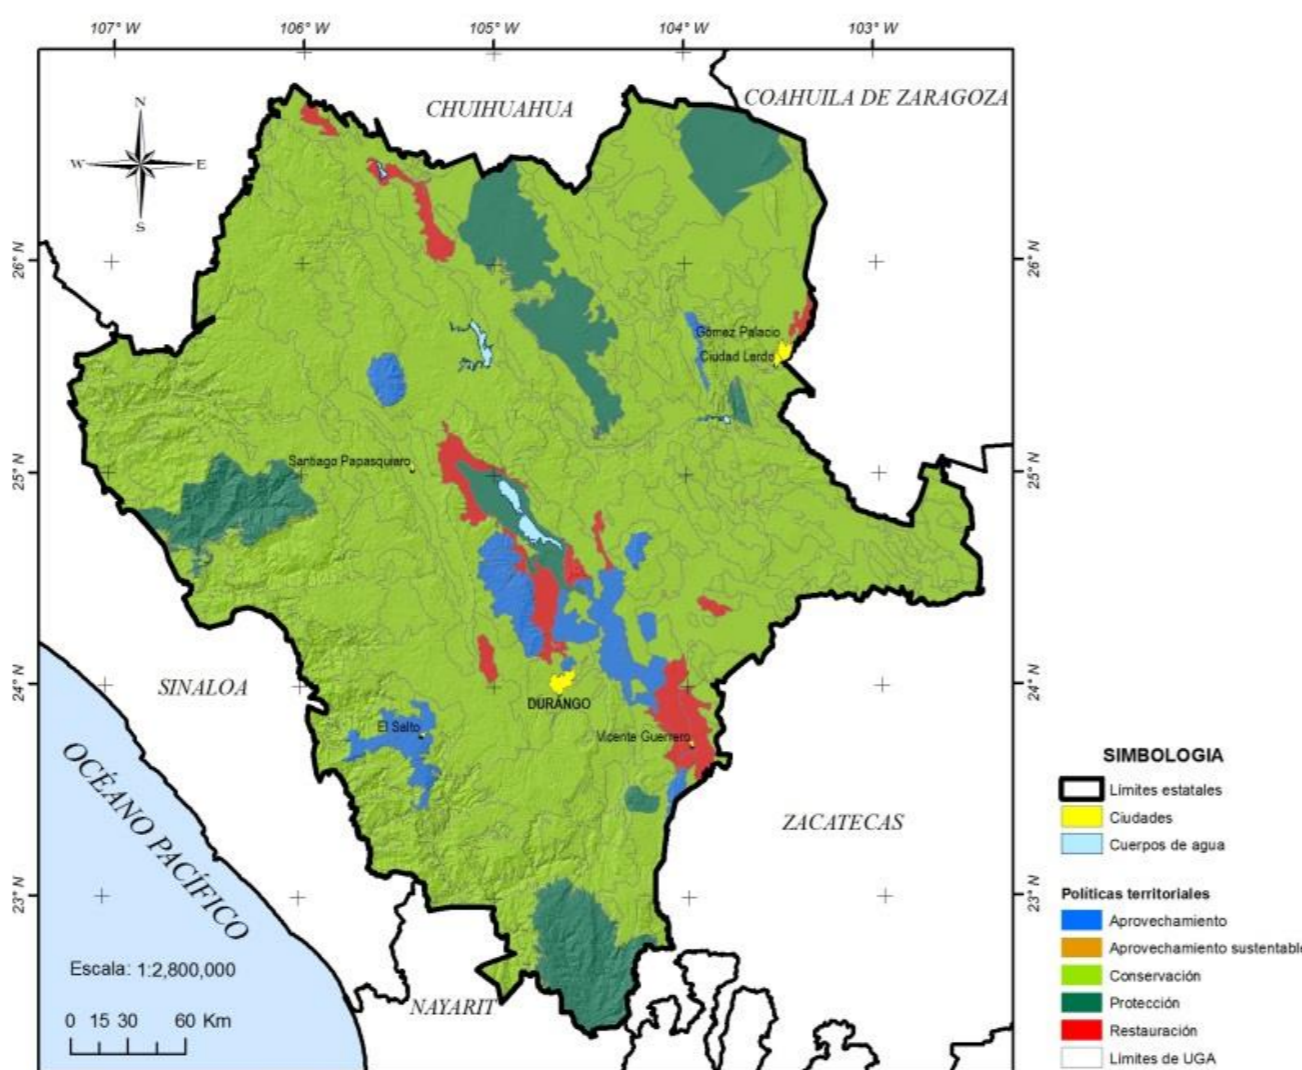 107° W 106° W 105° W 104° W 103° W
CHUIHUAHUA
COAHUILA DE ZARAGOZA
N
W E
S
26° N 26° N
Gómez Palacio
Ciudad Lerdo
Santiago Papasquiaro
25° N 25° N
SINALOA
24° N 24° N
DURANGO
El Salto
Vicente Guerrero
OCÉANO PACÍFICO
ZACATECAS
23° N 23° N
NAYARIT
Escala: 1:2,800,000
0 15 30 60 Km
SIMBOLOGIA
Limites estatales
Ciudades
Cuerpos de agua
Políticas territoriales
Aprovechamiento
Aprovechamiento sustentable
Conservación
Protección
Restauración
Limites de UGA